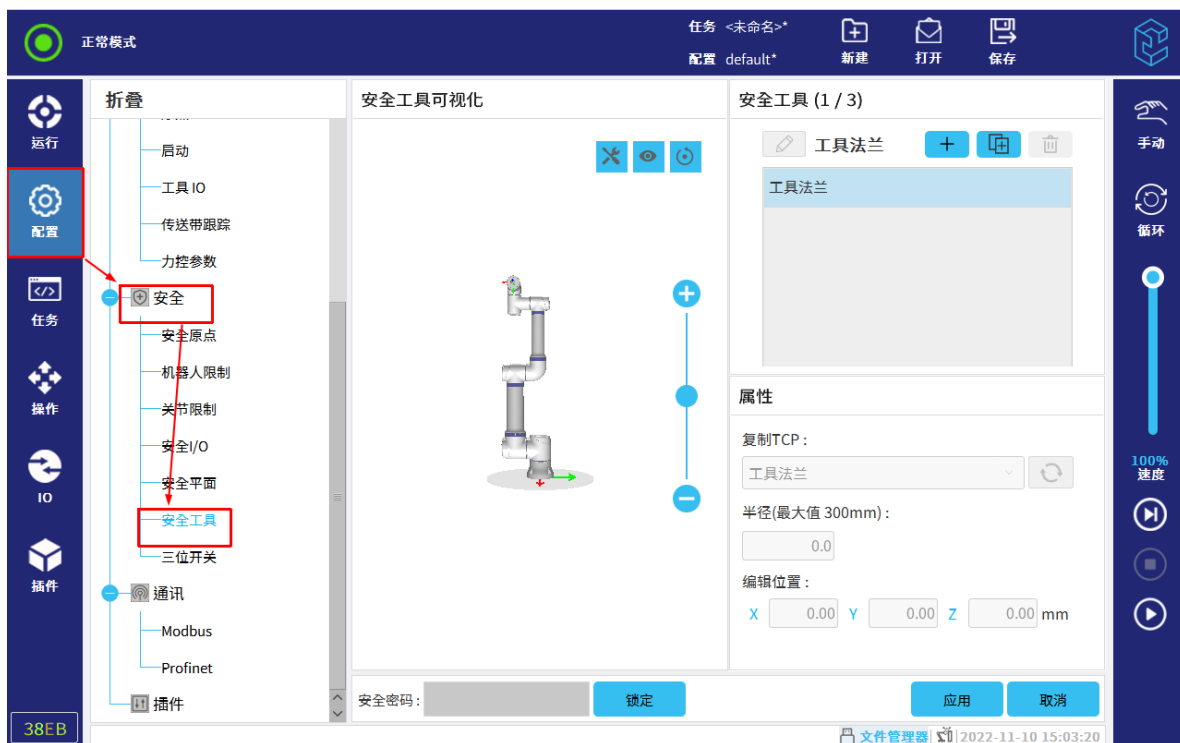 正常模式
任务 <未命名>*
配置 default*
新建
打开
保存
运行
配置
任务
操作
IO
插件
38EB
折叠
启动
工具 IO
传送带跟踪
力控参数
安全
安全原点
机器人限制
关节限制
安全I/O
安全平面
安全工具
三位开关
通讯
Modbus
Profinet
插件
安全工具可视化
安全密码 :
锁定
安全工具 (1 / 3)
工具法兰
工具法兰
属性
复制TCP :
工具法兰
半径(最大值 300mm) :
0.0
编辑位置 :
X 0.00 Y 0.00 Z 0.00 mm
应用
取消
手动
循环
100%
速度
文件管理器 2022-11-10 15:03:20